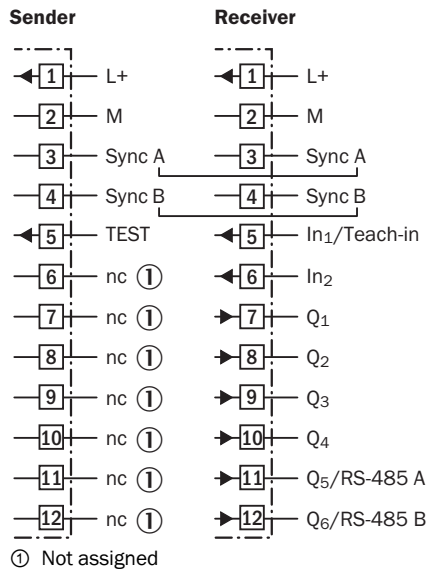 Sender Receiver
1 L+ 1 L+
2 M 2 M
3 Sync A 3 Sync A
4 Sync B 4 Sync B
5 TEST 5 In₁/Teach-in
6 nc ① 6 In₂
7 nc ① 7 Q₁
8 nc ① 8 Q₂
9 nc ① 9 Q₃
10 nc ① 10 Q₄
11 nc ① 11 Q₅/RS-485 A
12 nc ① 12 Q₆/RS-485 B
① Not assigned